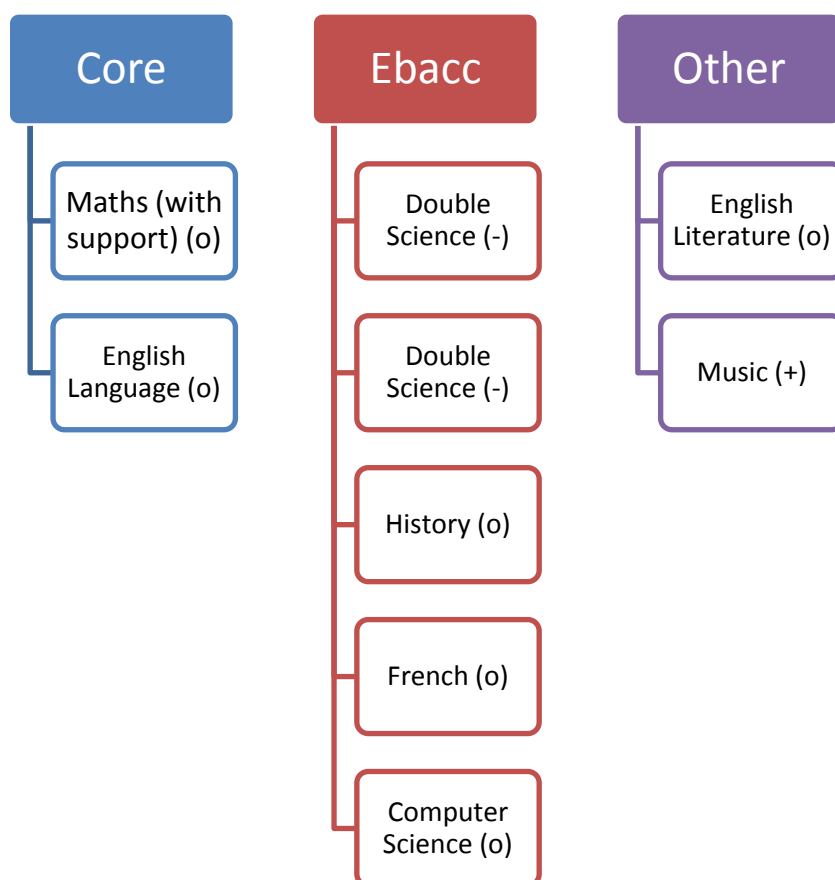 Core
Maths (with
support) (o)
English
Language (o)
Ebacc
Double
Science (-)
Double
Science (-)
History (o)
French (o)
Computer
Science (o)
Other
English
Literature (o)
Music (+)